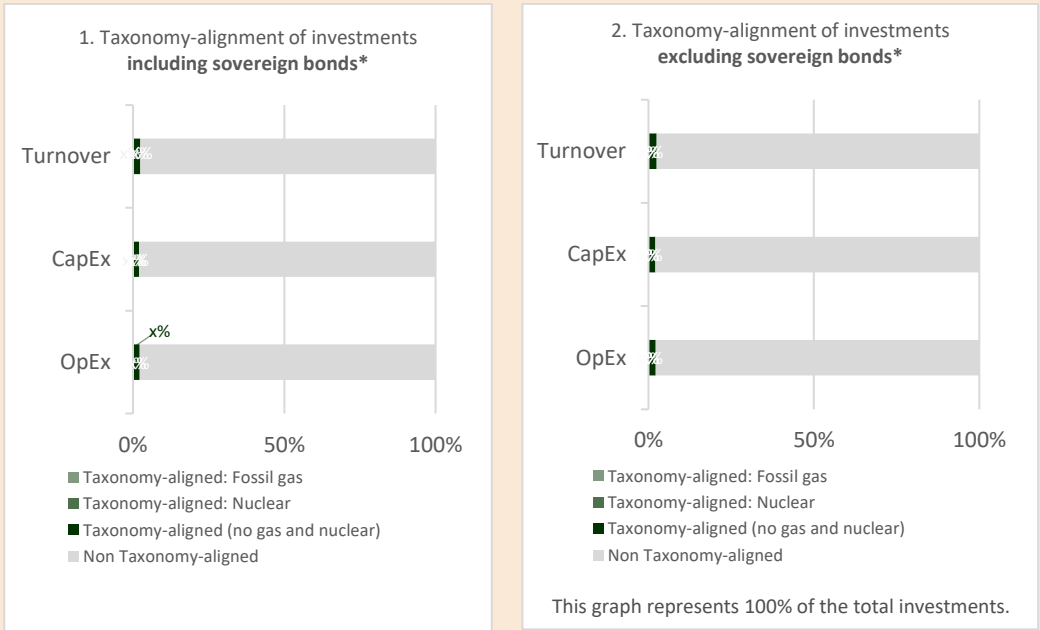 1. Taxonomy-alignment of investments
including sovereign bonds*
Turnover
CapEx
x%
OpEx
0% 50% 100%
Taxonomy-aligned: Fossil gas
Taxonomy-aligned: Nuclear
Taxonomy-aligned (no gas and nuclear)
Non Taxonomy-aligned
2. Taxonomy-alignment of investments
excluding sovereign bonds*
Turnover
CapEx
OpEx
0% 50% 100%
Taxonomy-aligned: Fossil gas
Taxonomy-aligned: Nuclear
Taxonomy-aligned (no gas and nuclear)
Non Taxonomy-aligned
This graph represents 100% of the total investments.